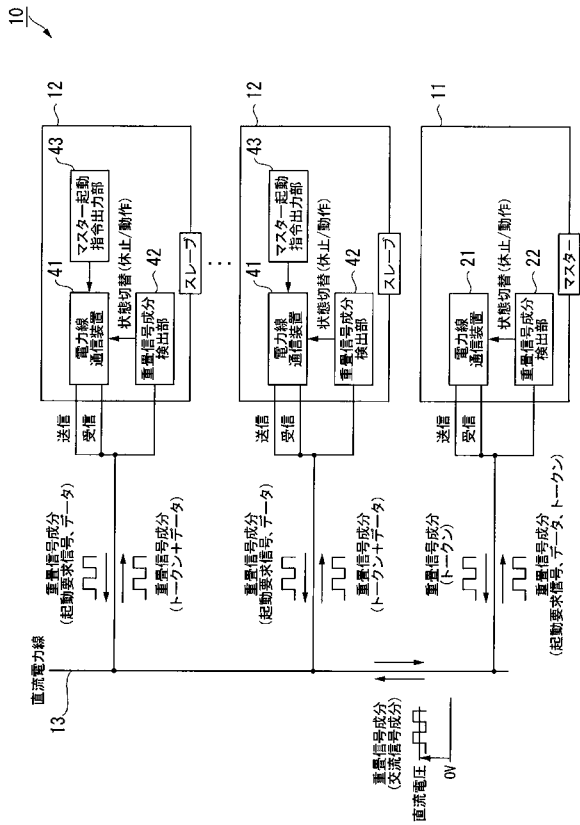 10
12
43
マスター起動
指令出力部
41
電力線
通信装置
状態切替(休止/動作)
42
重畳信号成分
検出部
スレーブ
送信
受信
重畳信号成分
(起動要求信号、データ)
重畳信号成分
(トークン+データ)
…
12
43
マスター起動
指令出力部
41
電力線
通信装置
状態切替(休止/動作)
42
重畳信号成分
検出部
スレーブ
送信
受信
重畳信号成分
(起動要求信号、データ)
重畳信号成分
(トークン+データ)
11
21
電力線
通信装置
状態切替(休止/動作)
22
重畳信号成分
検出部
マスター
送信
受信
重畳信号成分
(トークン)
重畳信号成分
(起動要求信号、データ、トークン)
直流電力線
13
重畳信号成分
(交流信号成分)
直流電圧
0V